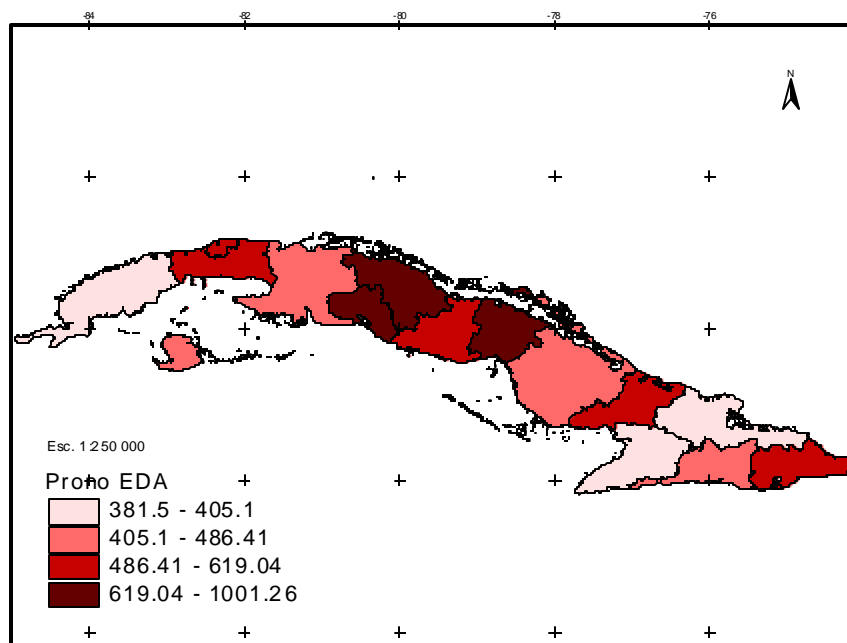 -84 -82 -80 -78 -76
N
Esc. 1:250 000
Prono EDA
381.5 - 405.1
405.1 - 486.41
486.41 - 619.04
619.04 - 1001.26